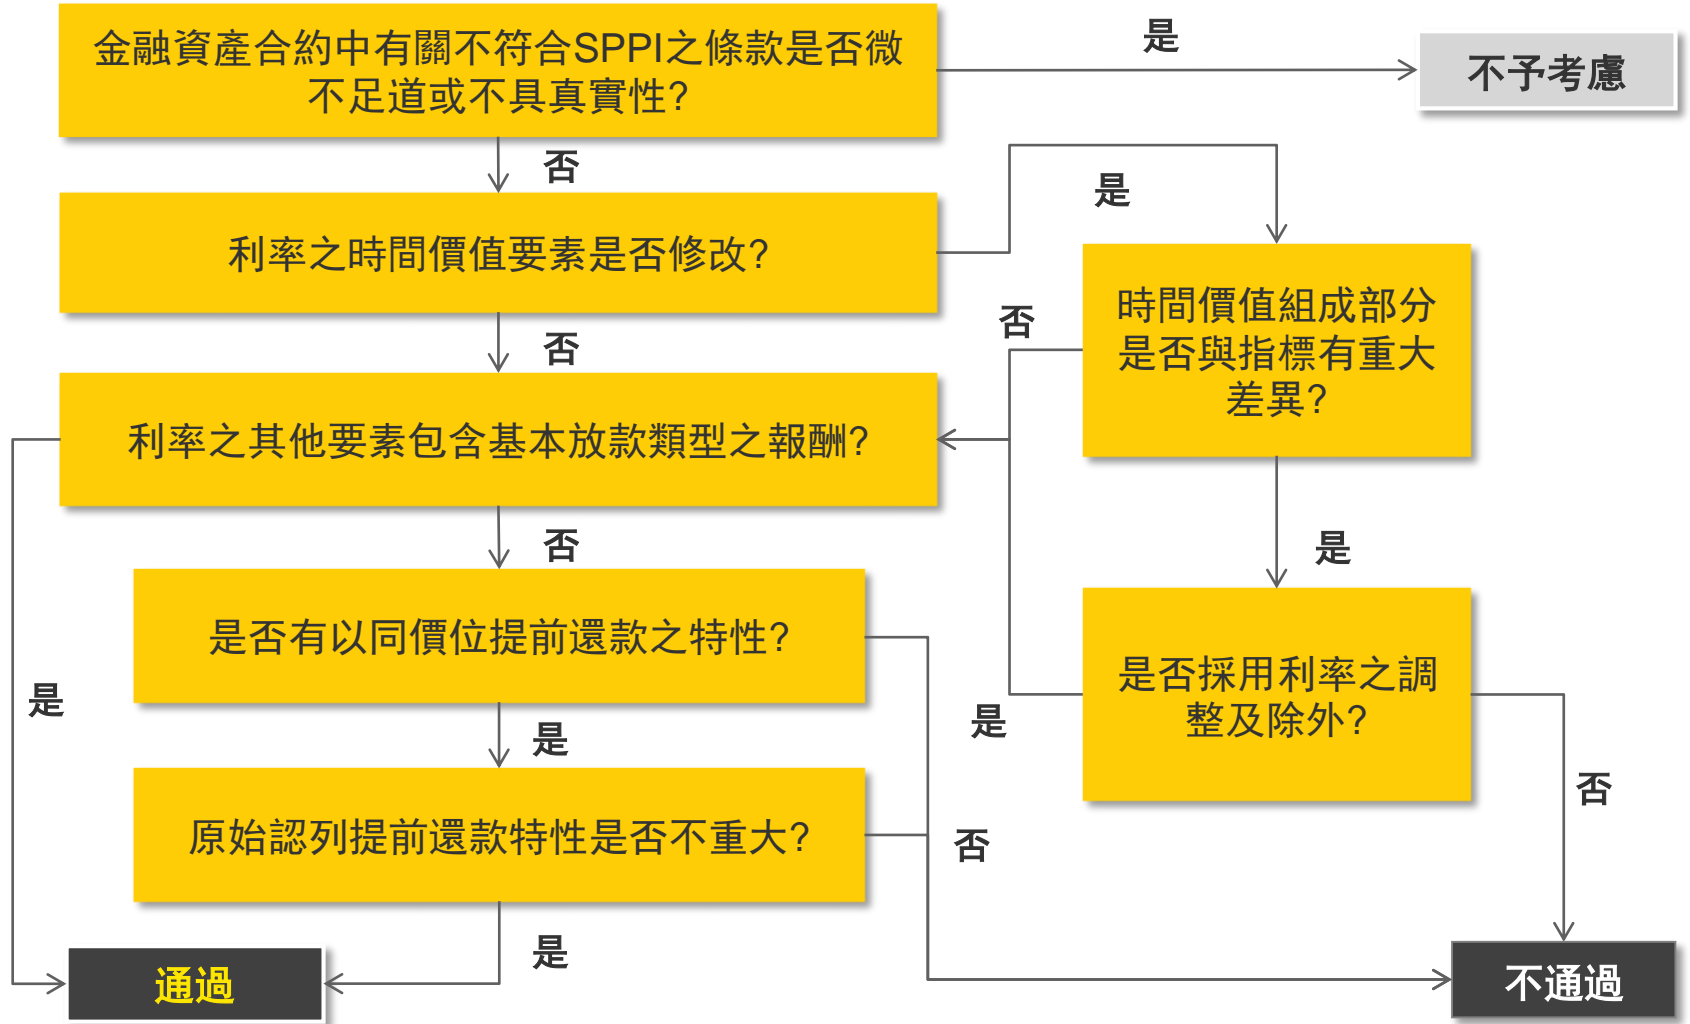 金融資產合約中有關不符合SPPI之條款是否微
不足道或不具真實性?
是
不予考慮
否
是
利率之時間價值要素是否修改?
時間價值組成部分
是否與指標有重大
差異?
否
否
利率之其他要素包含基本放款類型之報酬?
否
是
是否有以同價位提前還款之特性?
是否採用利率之調
整及除外?
是
是
是
否
原始認列提前還款特性是否不重大?
否
是
通過
不通過